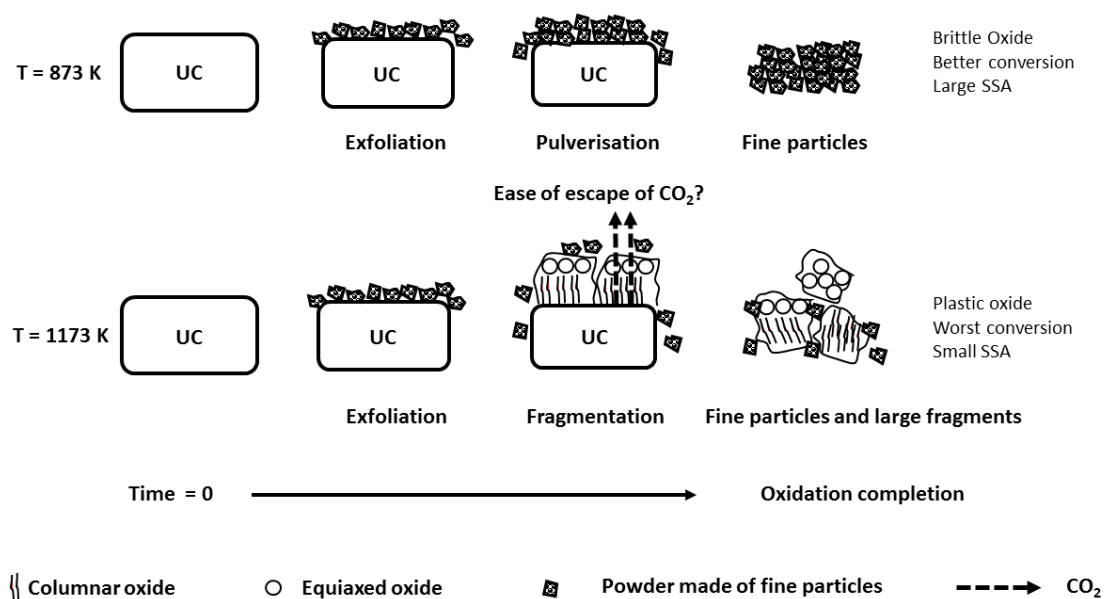 T = 873 K
UC
UC
UC
Brittle Oxide
Better conversion
Large SSA
Exfoliation
Pulverisation
Fine particles
Ease of escape of CO₂?
T = 1173 K
UC
UC
UC
Plastic oxide
Worst conversion
Small SSA
Exfoliation
Fragmentation
Fine particles and large fragments
Time = 0
Oxidation completion
Columnar oxide
Equiaxed oxide
Powder made of fine particles
CO₂